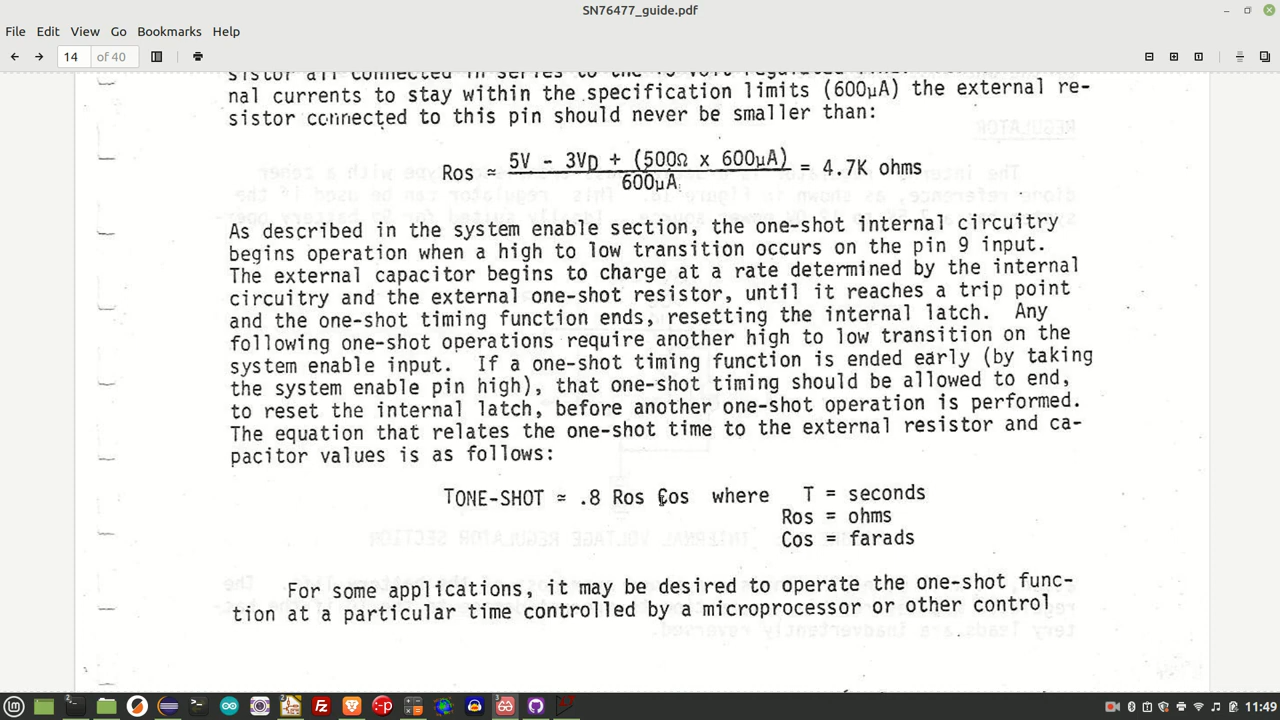 SN76477_guide.pdf
File Edit View Go Bookmarks Help
14 of 40
sistor all connected in series to the
nal currents to stay within the specification limits (600µA) the external re-
sistor connected to this pin should never be smaller than:
Ros ≃ 5V - 3VD + (500Ω x 600µA) = 4.7K ohms
600µA
As described in the system enable section, the one-shot internal circuitry
begins operation when a high to low transition occurs on the pin 9 input.
The external capacitor begins to charge at a rate determined by the internal
circuitry and the external one-shot resistor, until it reaches a trip point
and the one-shot timing function ends, resetting the internal latch. Any
following one-shot operations require another high to low transition on the
system enable input. If a one-shot timing function is ended early (by taking
the system enable pin high), that one-shot timing should be allowed to end,
to reset the internal latch, before another one-shot operation is performed.
The equation that relates the one-shot time to the external resistor and ca-
pacitor values is as follows:
TONE-SHOT ≃ .8 Ros Cos where T = seconds
Ros = ohms
Cos = farads
For some applications, it may be desired to operate the one-shot func-
tion at a particular time controlled by a microprocessor or other control
11:49